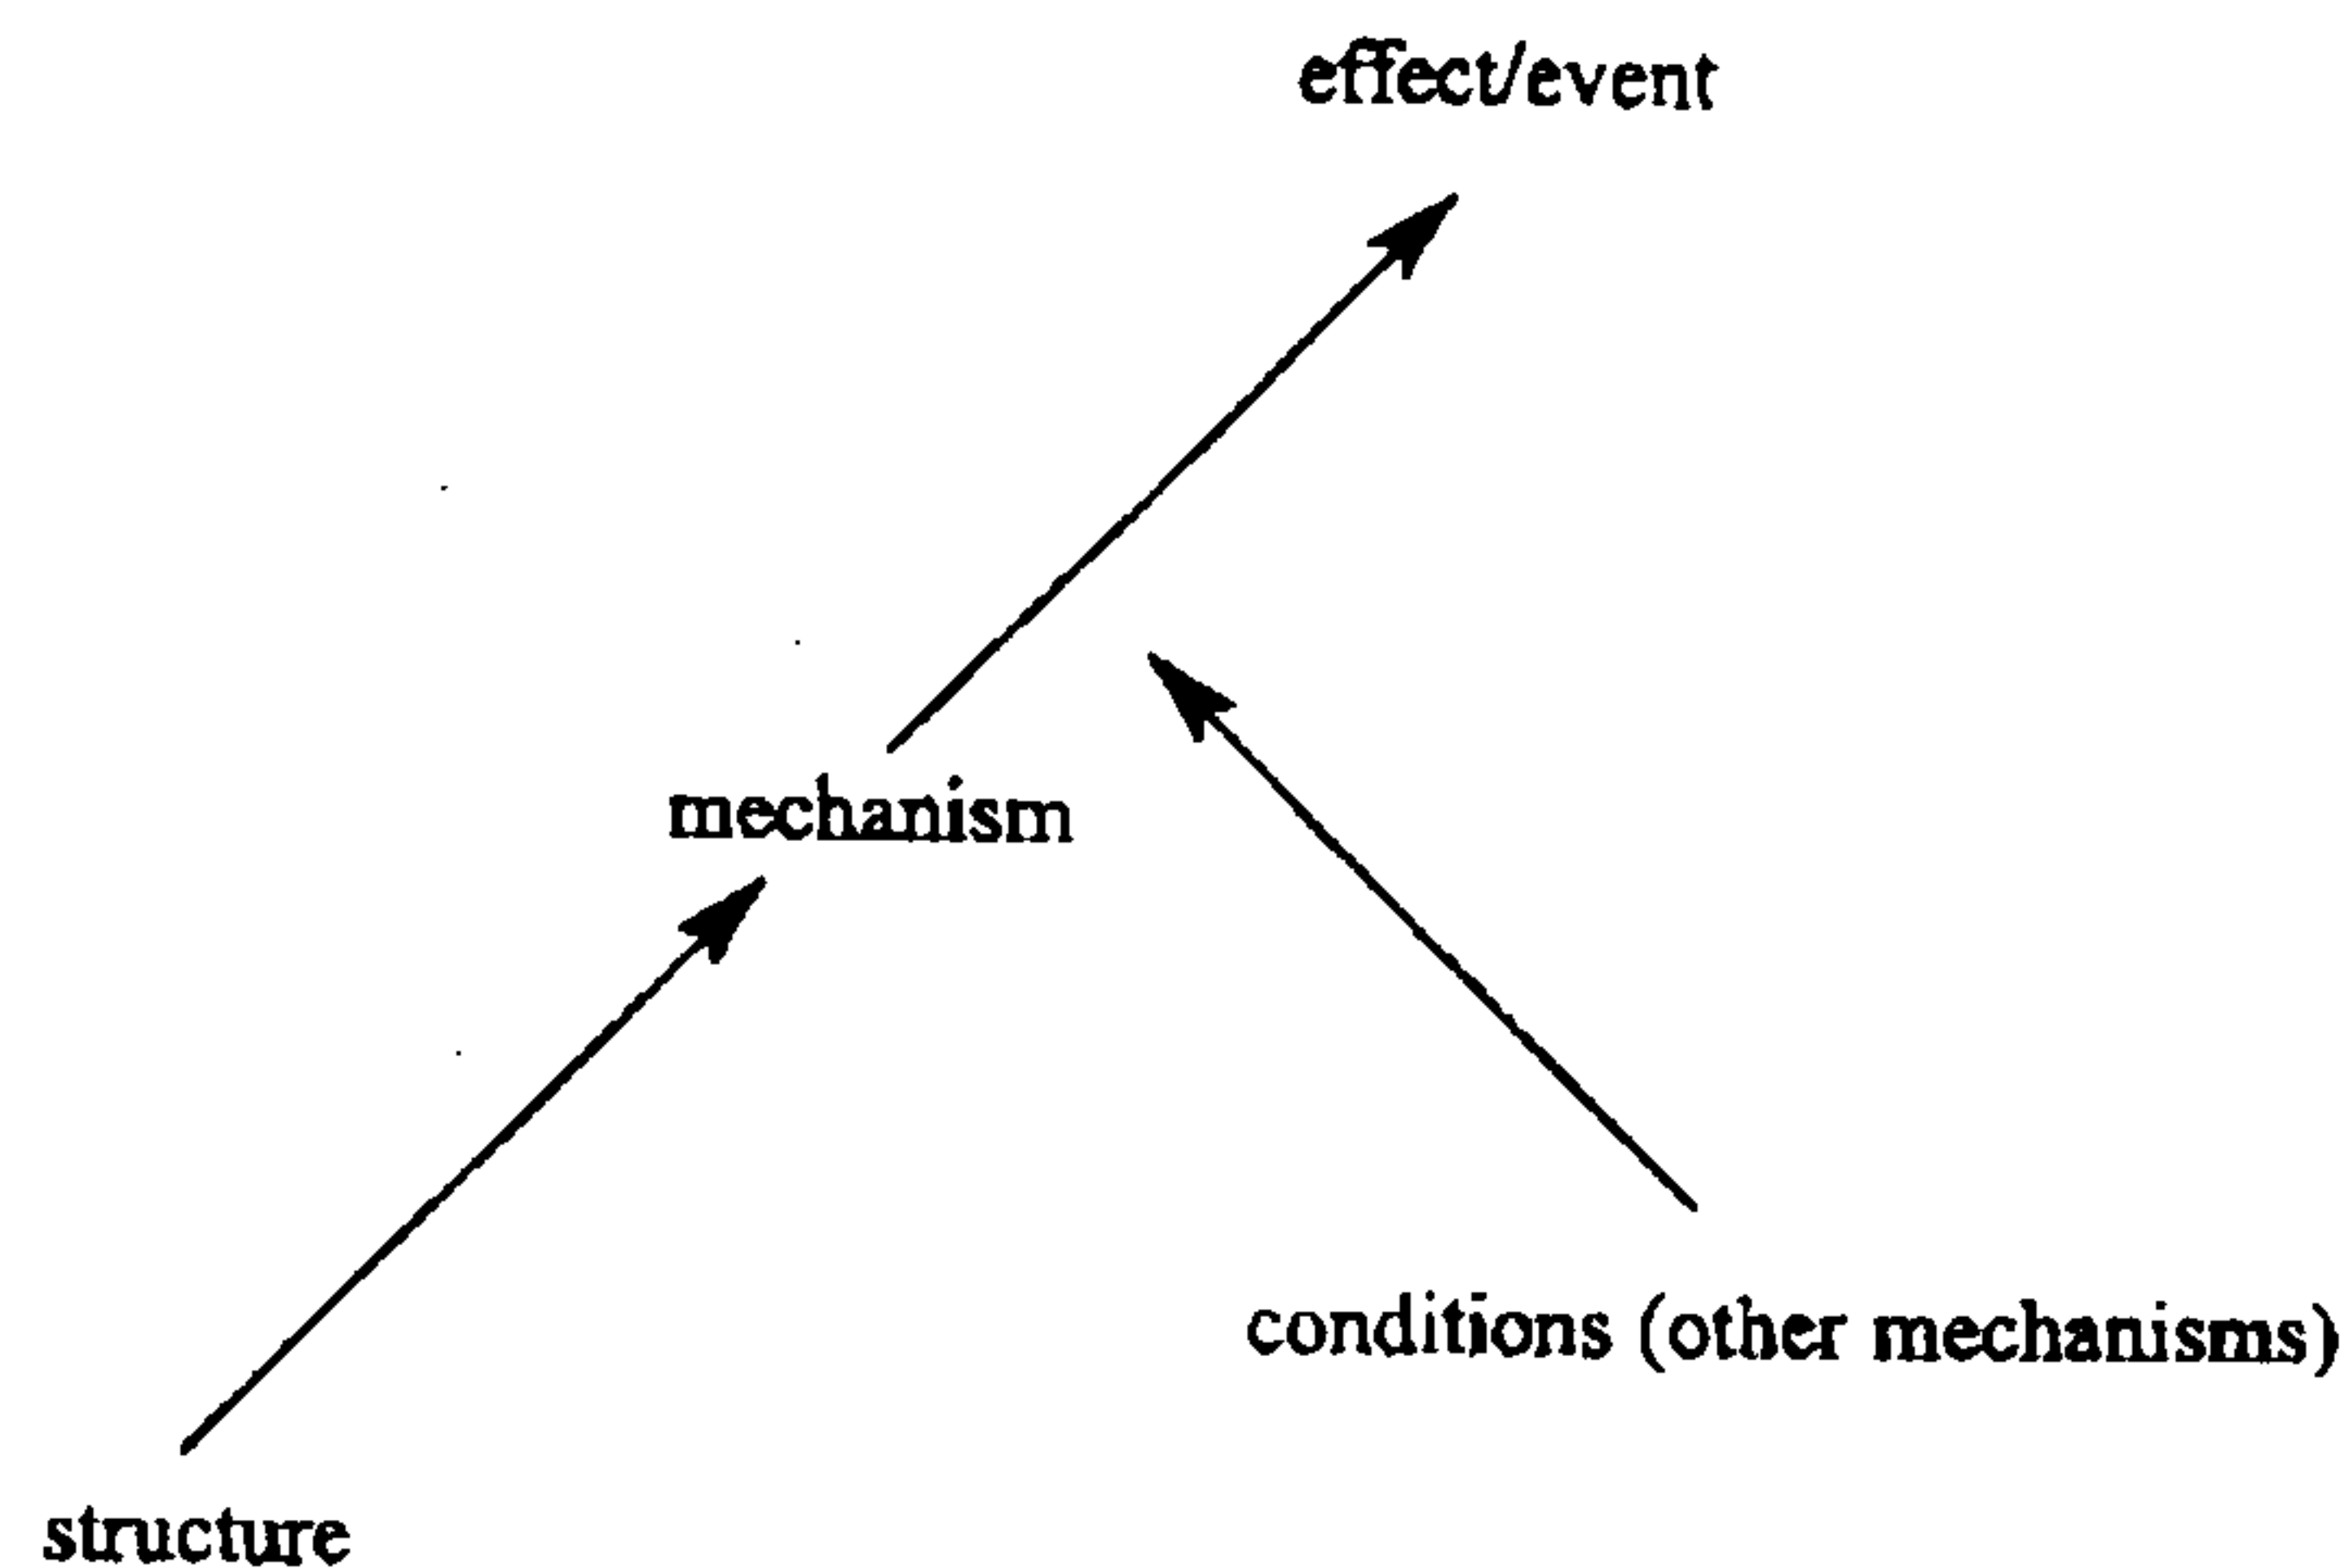 effect/event
mechanism
conditions (other mechanisms)
structure